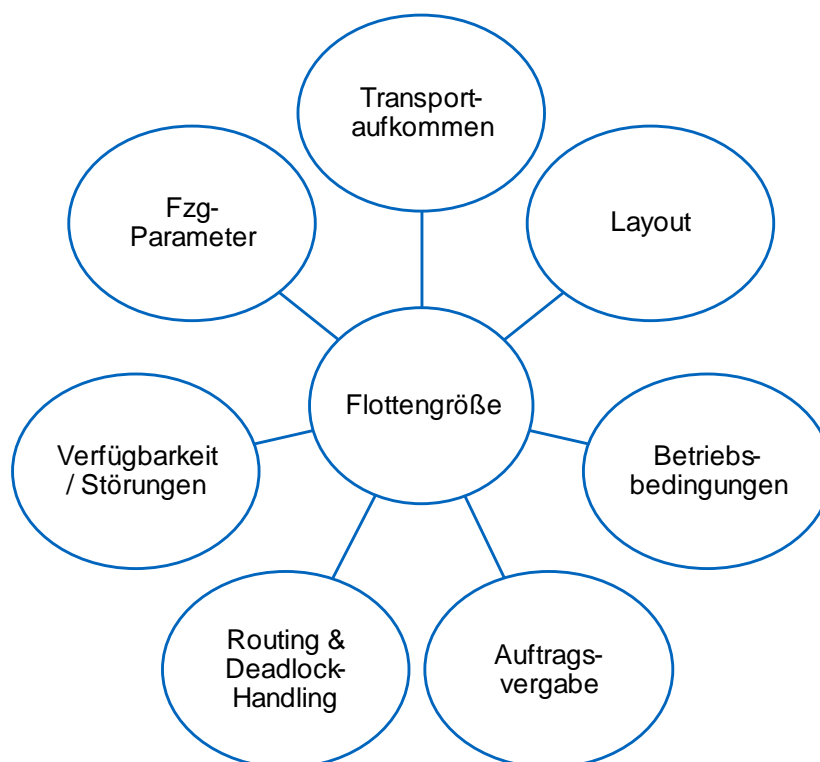 Transport-
aufkommen
Fzg-
Parameter
Layout
Flottengröße
Verfügbarkeit
/ Störungen
Betriebs-
bedingungen
Routing &
Deadlock-
Handling
Auftrags-
vergabe